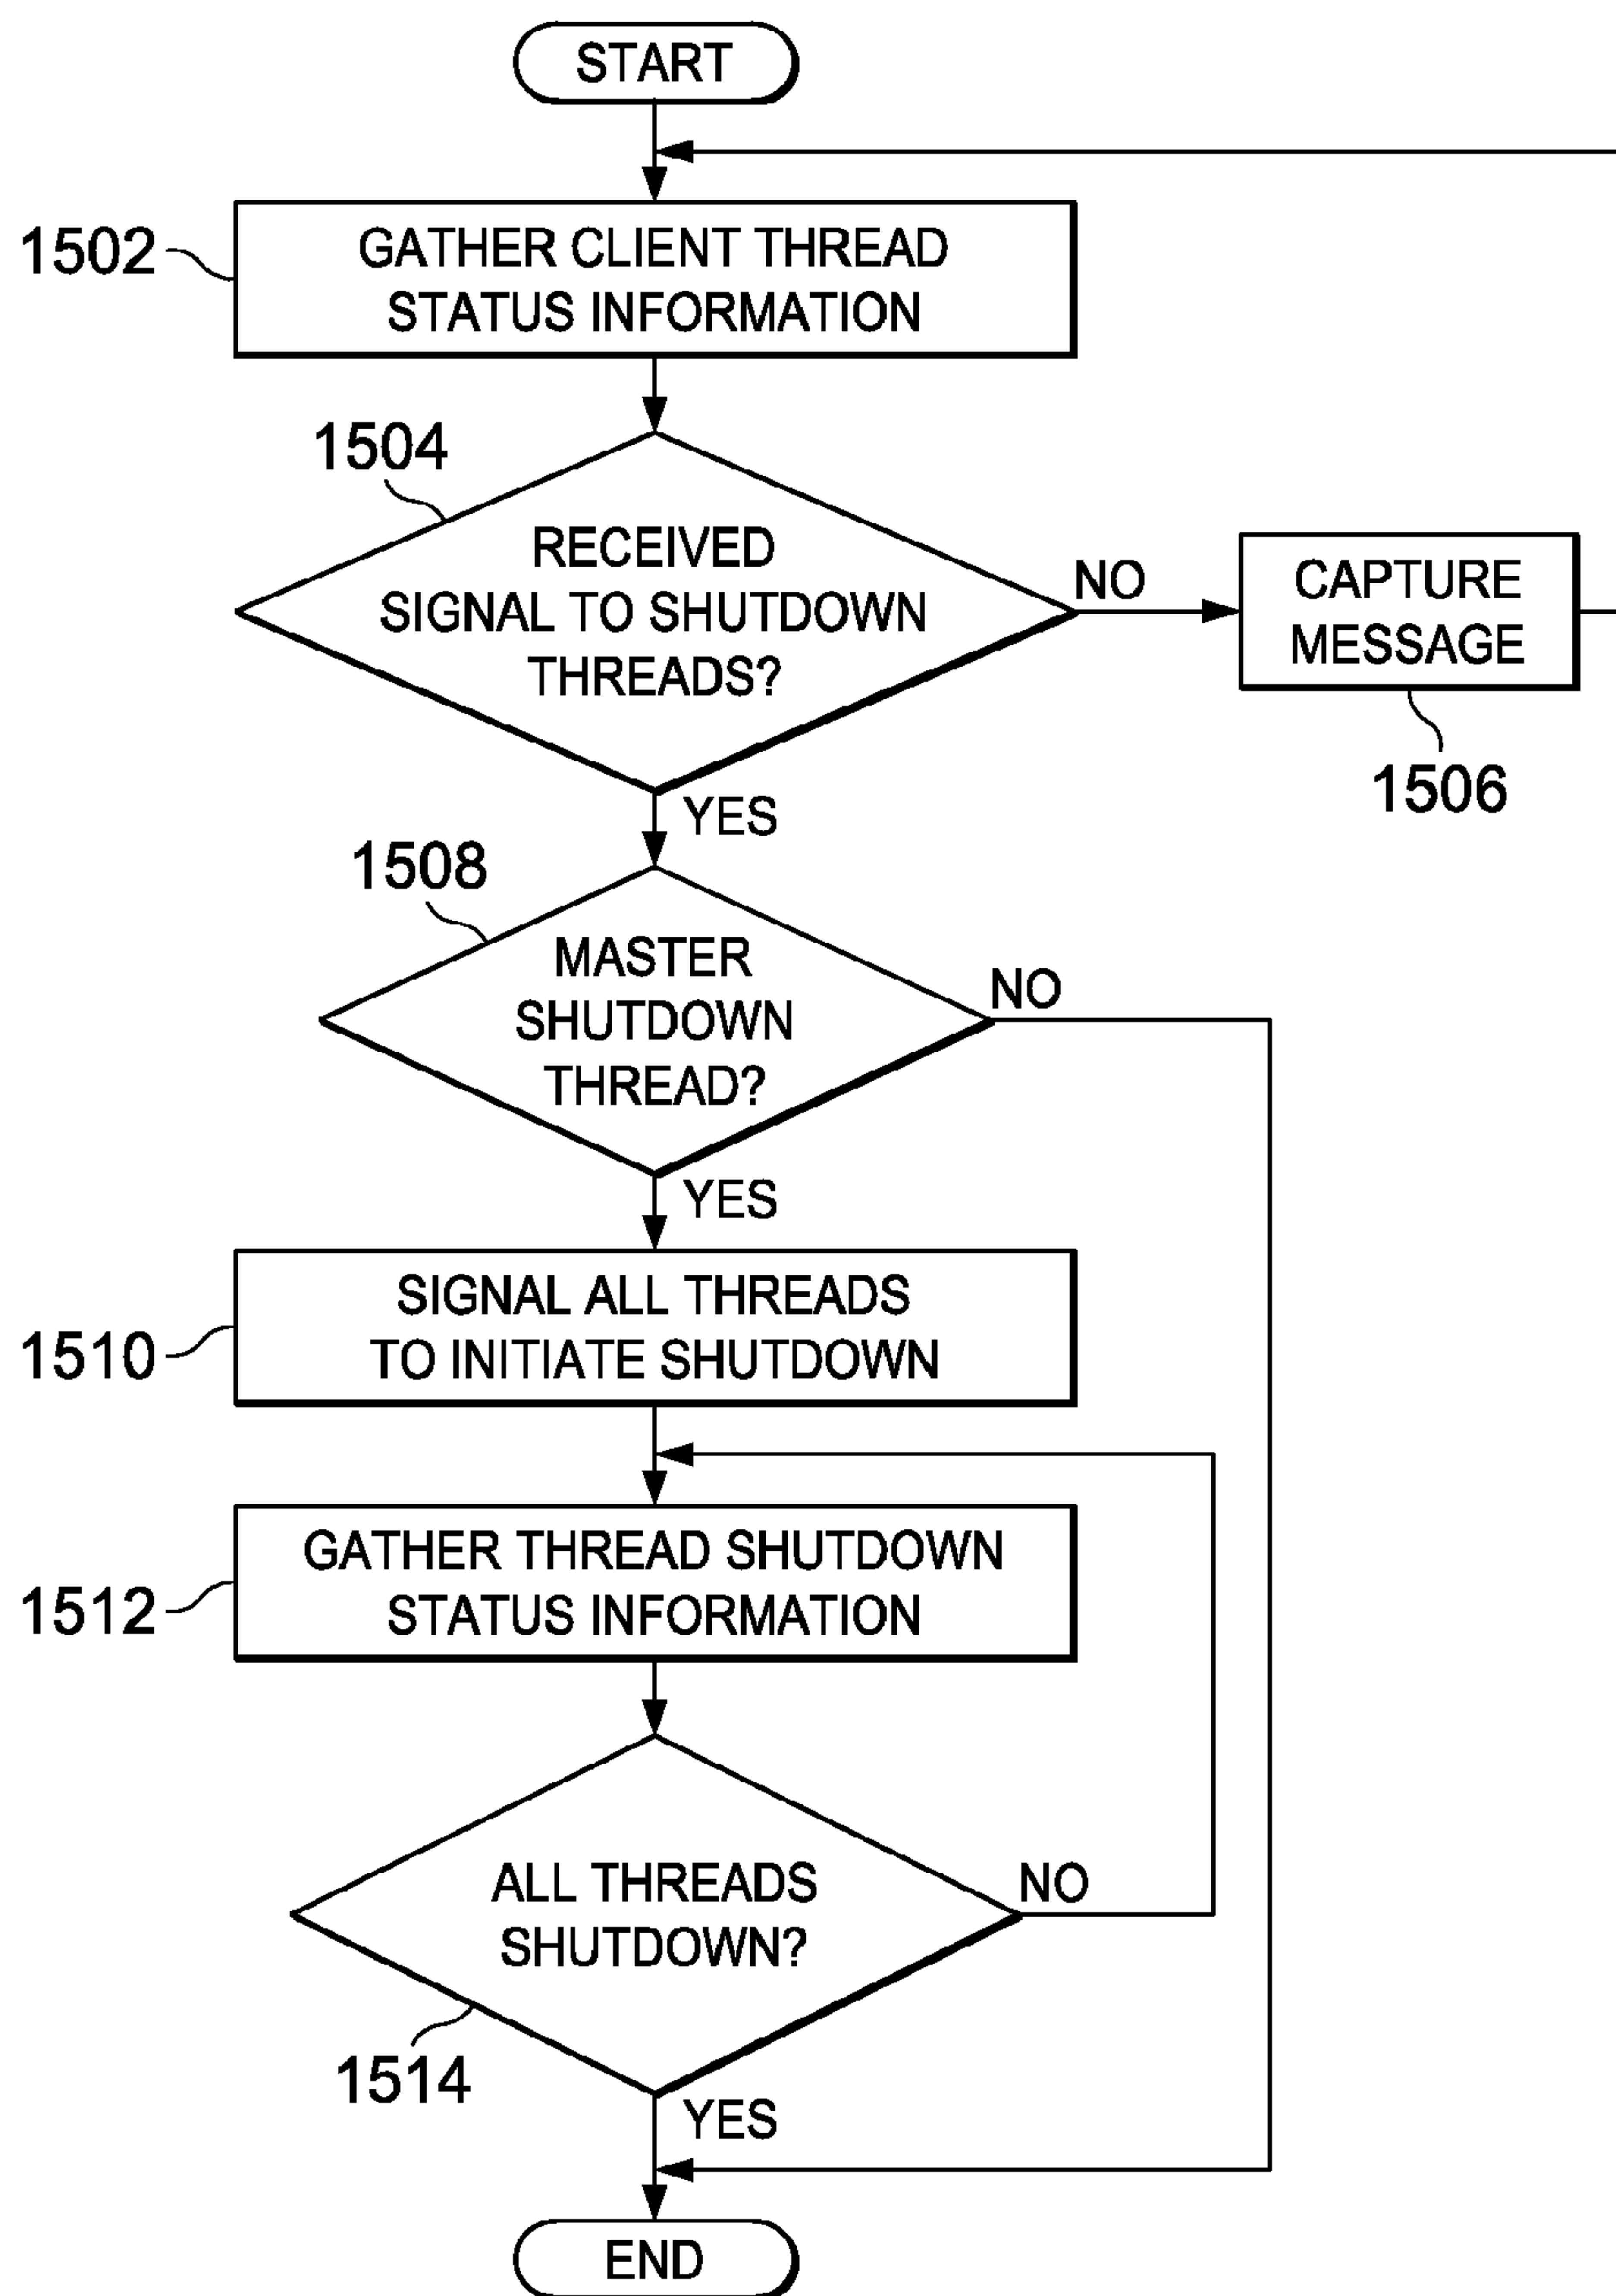 START
1502
GATHER CLIENT THREAD
STATUS INFORMATION
1504
RECEIVED
SIGNAL TO SHUTDOWN
THREADS?
NO
CAPTURE
MESSAGE
1506
YES
1508
MASTER
SHUTDOWN
THREAD?
NO
YES
1510
SIGNAL ALL THREADS
TO INITIATE SHUTDOWN
1512
GATHER THREAD SHUTDOWN
STATUS INFORMATION
ALL THREADS
SHUTDOWN?
NO
1514
YES
END